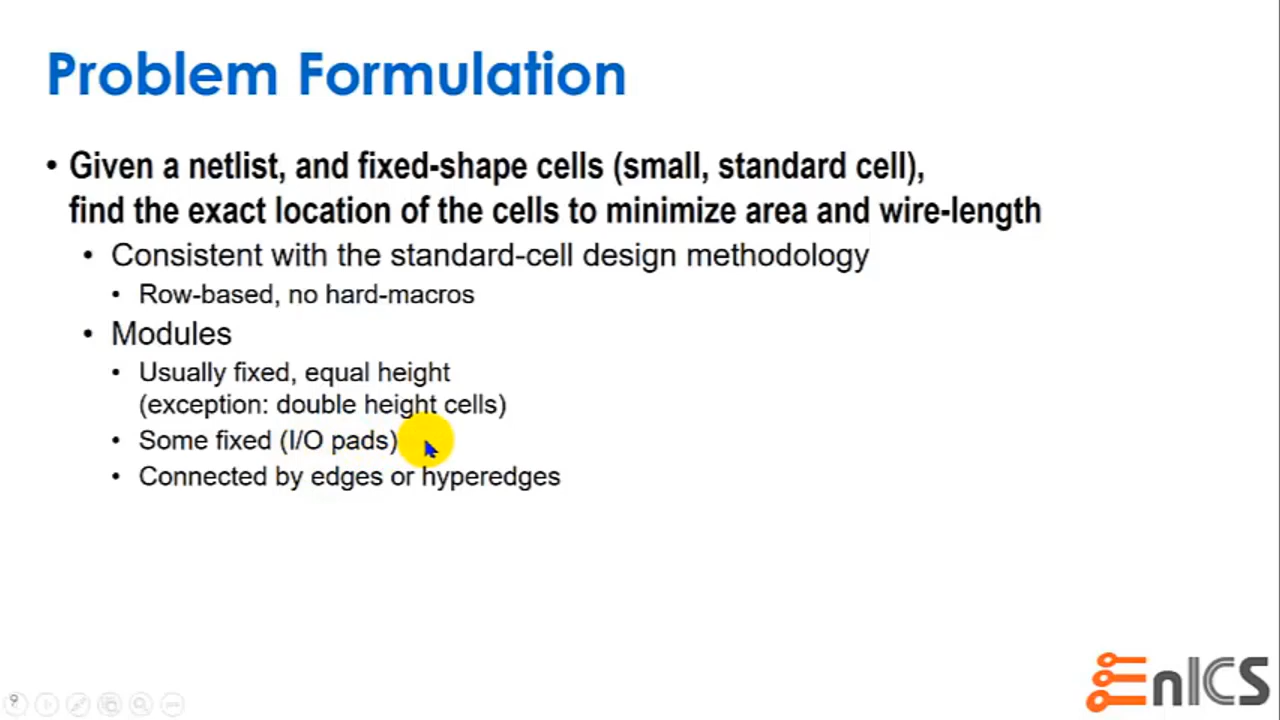 Problem Formulation
• Given a netlist, and fixed-shape cells (small, standard cell),
find the exact location of the cells to minimize area and wire-length
• Consistent with the standard-cell design methodology
• Row-based, no hard-macros
• Modules
• Usually fixed, equal height
(exception: double height cells)
• Some fixed (I/O pads)
• Connected by edges or hyperedges
EnICS
9